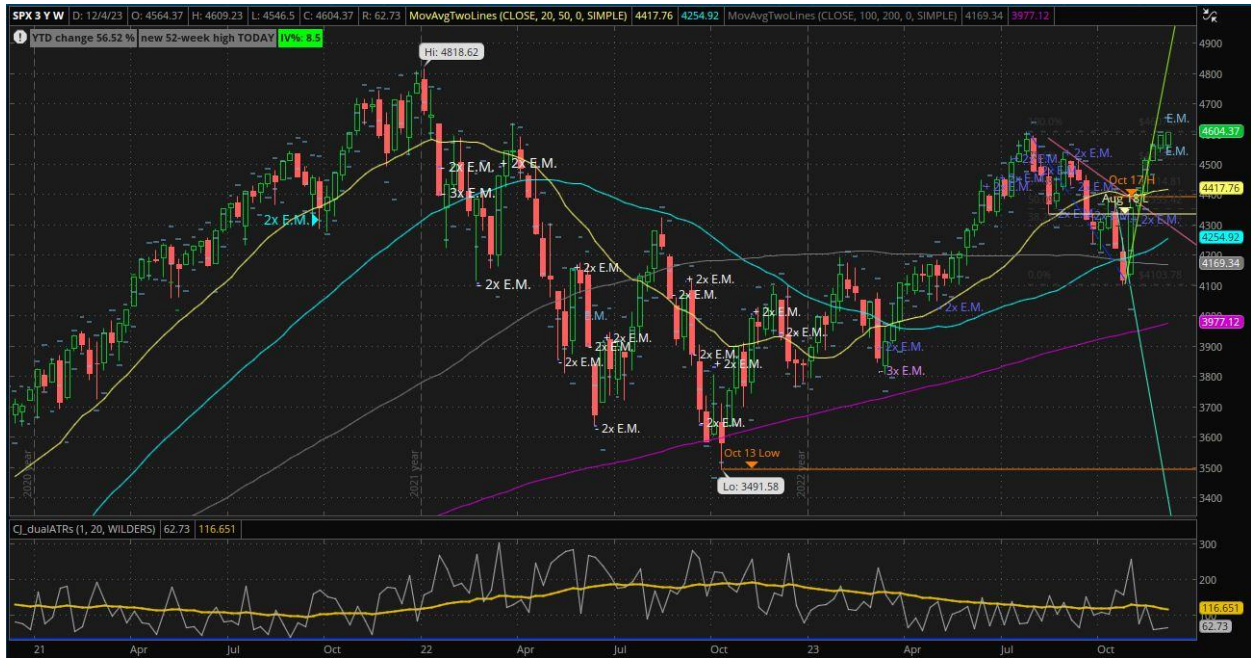 SPX 3 Y W D: 12/4/23 O: 4564.37 H: 4609.23 L: 4546.5 C: 4604.37 R: 62.73 MovAvgTwoLines (CLOSE, 20, 50, 0, SIMPLE) 4417.76 4254.92 MovAvgTwoLines (CLOSE, 100, 200, 0, SIMPLE) 4169.34 3977.12
YTD change 56.52 % new 52-week high TODAY IV%: 8.5
Hi: 4818.62
4900
4800
4700
E.M.
4604.37
E.M.
4500
- 2x E.M.
+ 2x E.M.
3x E.M.
2x E.M.
+ 2x E.M.
Oct 17 H
Aug 18 L
4417.76
4400
4300
4254.92
4200
4169.34
0.0%
$4103.78
4100
+ 2x E.M.
- 2x E.M.
+ 2x E.M.
- 2x E.M.
E.M.
+ 2x E.M.
- 2x E.M.
3977.12
+ 2x E.M.
- 2x E.M.
- 2x E.M.
- 2x E.M.
+ 2x E.M.
2x E.M.
- 3x E.M.
3900
3800
3700
- 2x E.M.
- 2x E.M.
3600
Oct 13 Low
3500
Lo: 3491.58
3400
2020 year
2021 year
2022 year
CJ_dualATRs (1, 20, WILDERS) 62.73 116.651
300
200
116.651
100
62.73
21 Apr Jul Oct 22 Apr Jul Oct 23 Apr Jul Oct